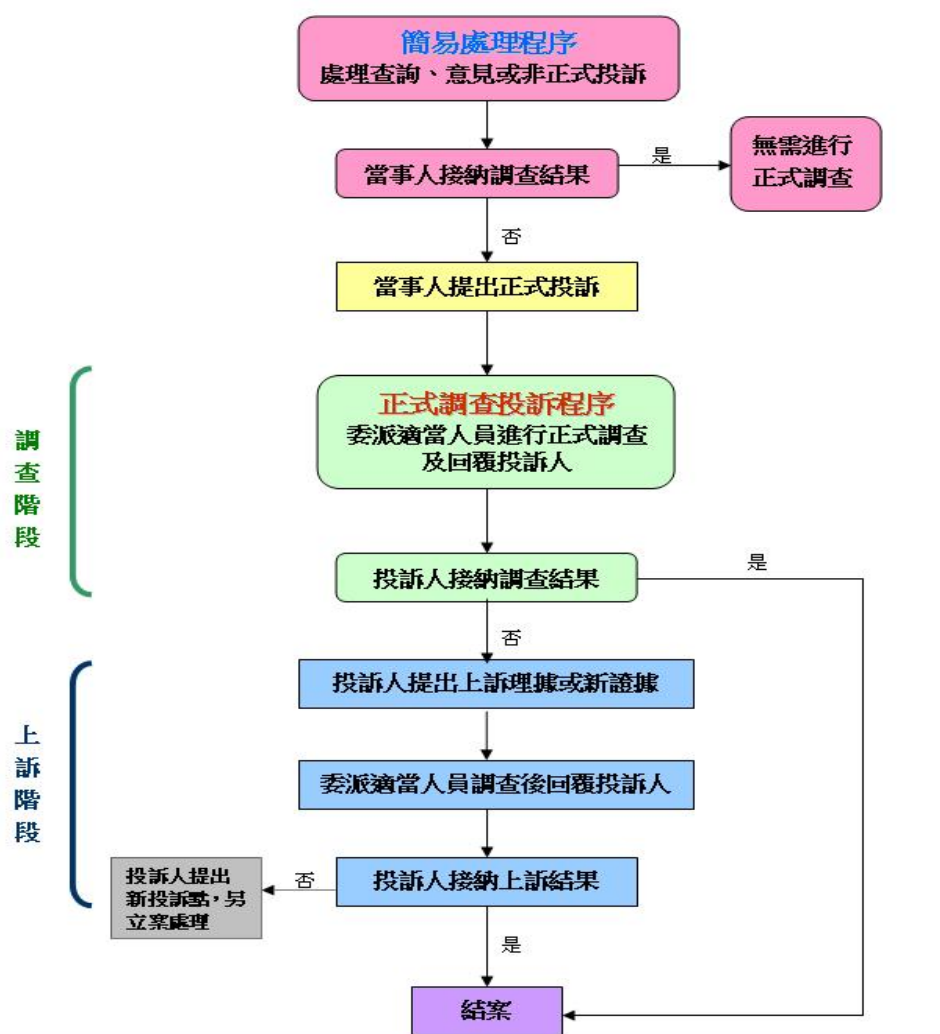 簡易處理程序
處理查詢、意見或非正式投訴
當事人接納調查結果
是
無需進行
正式調查
否
當事人提出正式投訴
調查階段
正式調查投訴程序
委派適當人員進行正式調查
及回覆投訴人
投訴人接納調查結果
是
否
上訴階段
投訴人提出上訴理據或新證據
委派適當人員調查後回覆投訴人
投訴人接納上訴結果
否
投訴人提出
新投訴點，另
立案處理
是
結案